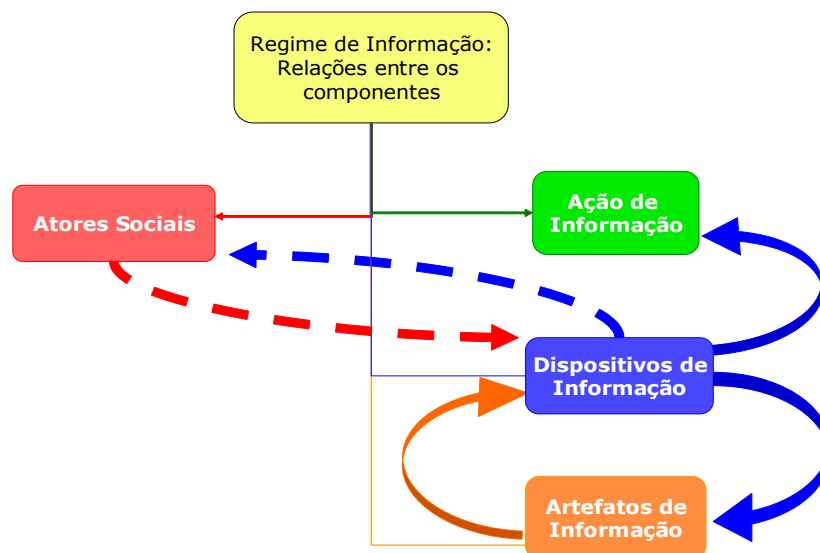 Regime de Informação:
Relações entre os
componentes
Atores Sociais
Ação de
Informação
Dispositivos de
Informação
Artefatos de
Informação